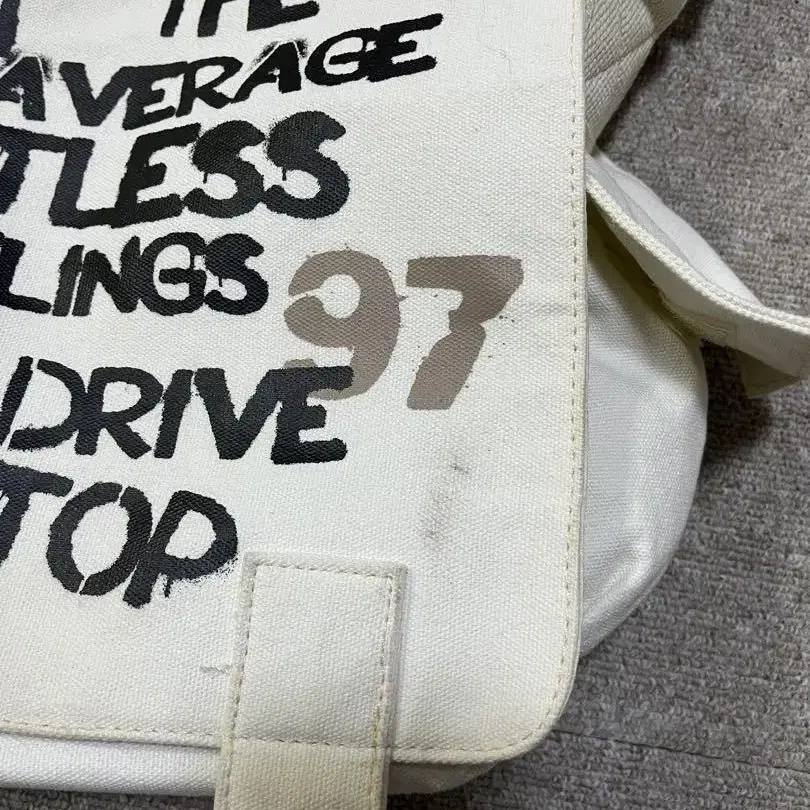 THE
AVERAGE
TLESS
LINGS 97
DRIVE
TOP